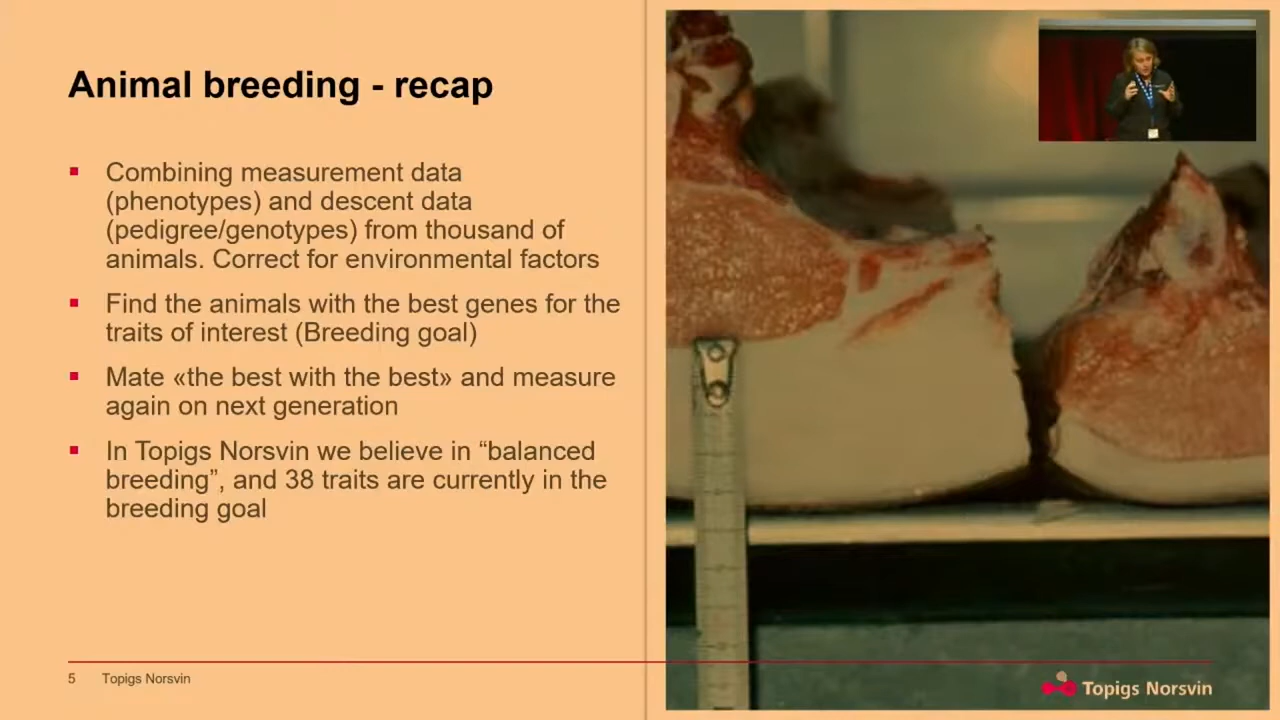 Animal breeding - recap
Combining measurement data
(phenotypes) and descent data
(pedigree/genotypes) from thousand of
animals. Correct for environmental factors
Find the animals with the best genes for the
traits of interest (Breeding goal)
Mate «the best with the best» and measure
again on next generation
In Topigs Norsvin we believe in “balanced
breeding”, and 38 traits are currently in the
breeding goal
5 Topigs Norsvin
Topigs Norsvin